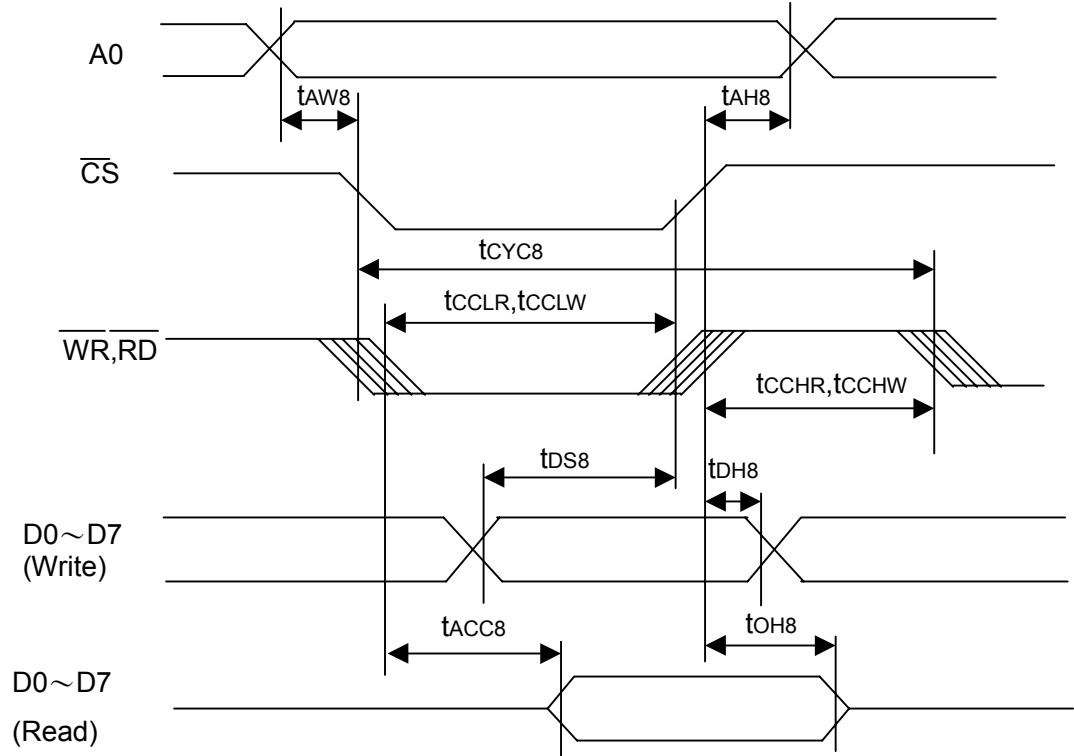 A0
tAW8
tAH8
CS
tCYC8
tCCLR,tCCLW
WR,RD
tCCHR,tCCHW
tDS8
tDH8
D0～D7
(Write)
tACC8
tOH8
D0～D7
(Read)